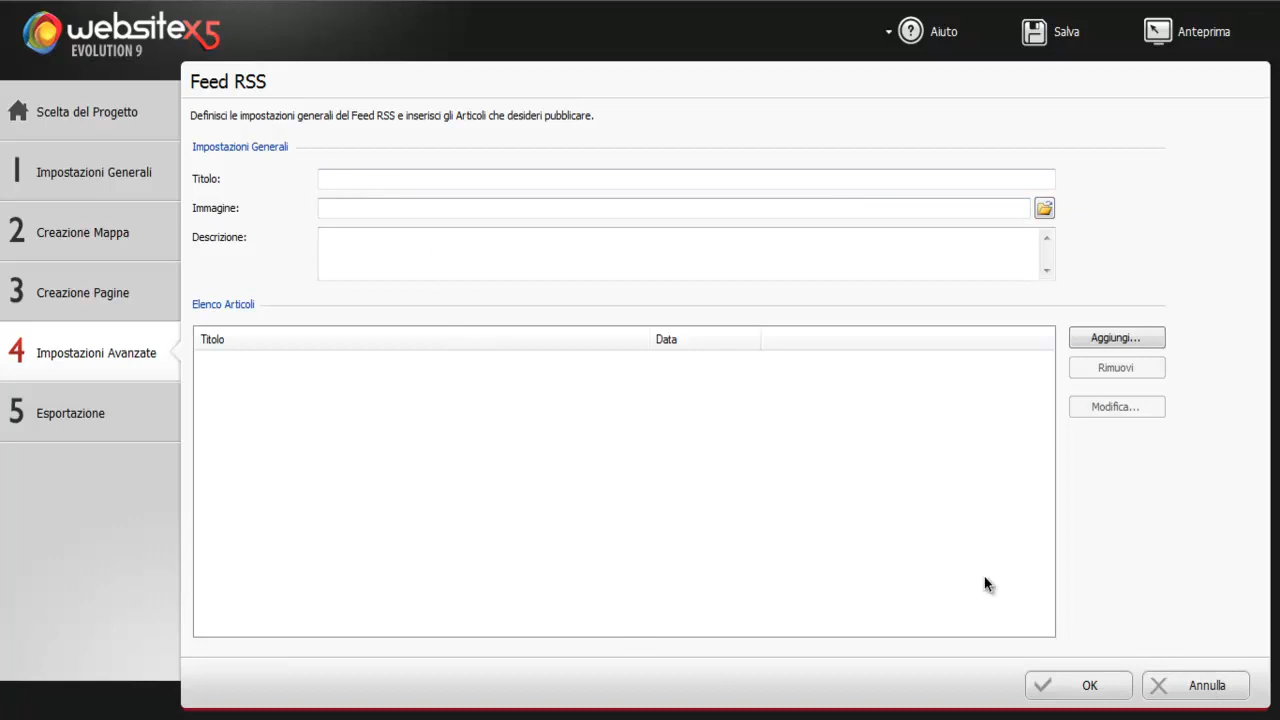 websitex5
EVOLUTION 9
Aiuto
Salva
Anteprima
Scelta del Progetto
1 Impostazioni Generali
2 Creazione Mappa
3 Creazione Pagine
4 Impostazioni Avanzate
5 Esportazione
Feed RSS
Definisci le impostazioni generali del Feed RSS e inserisci gli Articoli che desideri pubblicare.
Impostazioni Generali
Titolo:
Immagine:
Descrizione:
Elenco Articoli
Titolo Data
Aggiungi...
Rimuovi
Modifica...
OK
Annulla